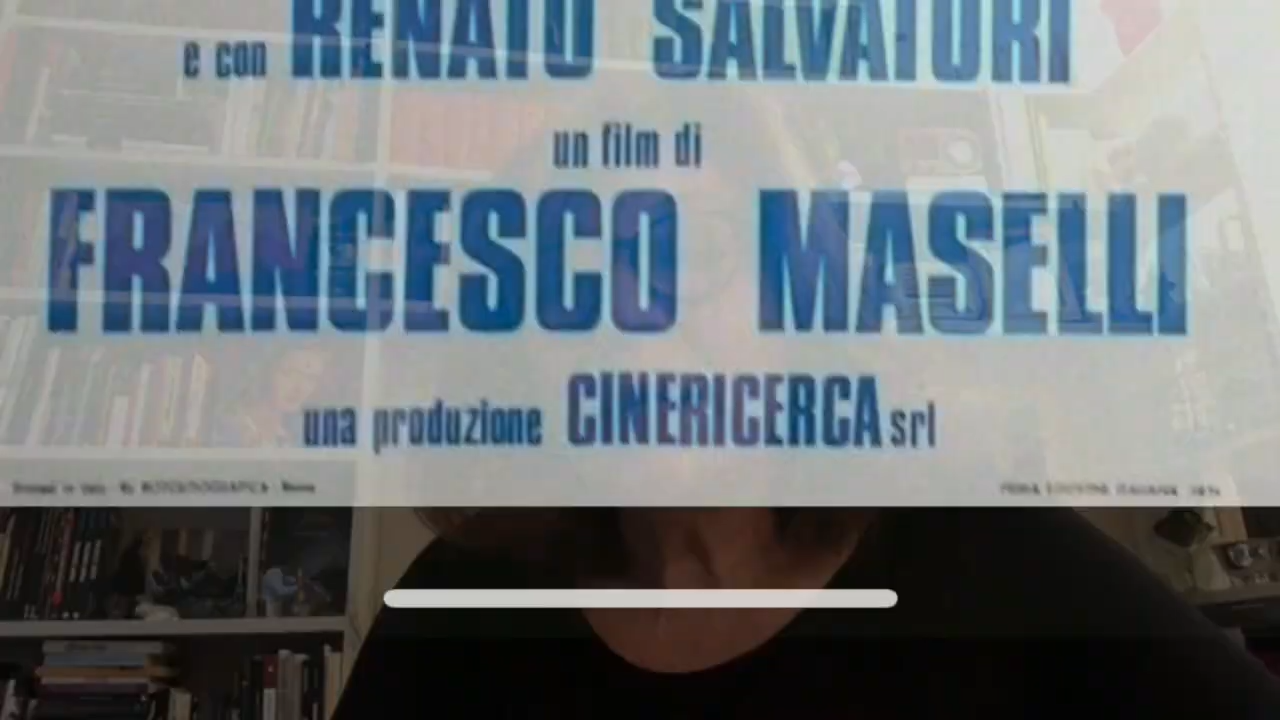 e con RENATO SALVATORI
un film di
FRANCESCO MASELLI
una produzione CINERICERCA srl